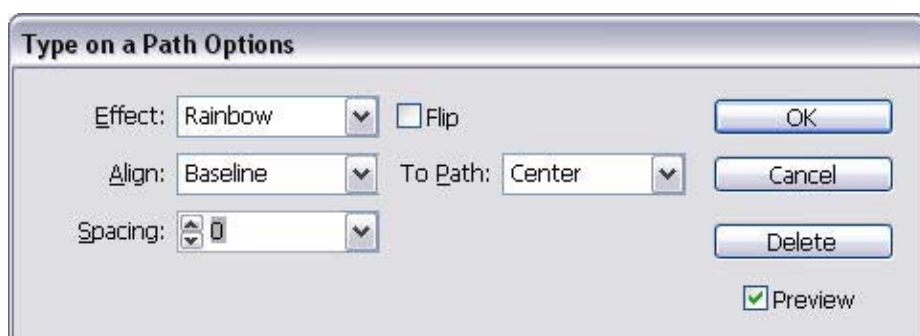 Type on a Path Options
Effect: Rainbow Flip OK
Align: Baseline To Path: Center Cancel
Spacing: 0 Delete
Preview